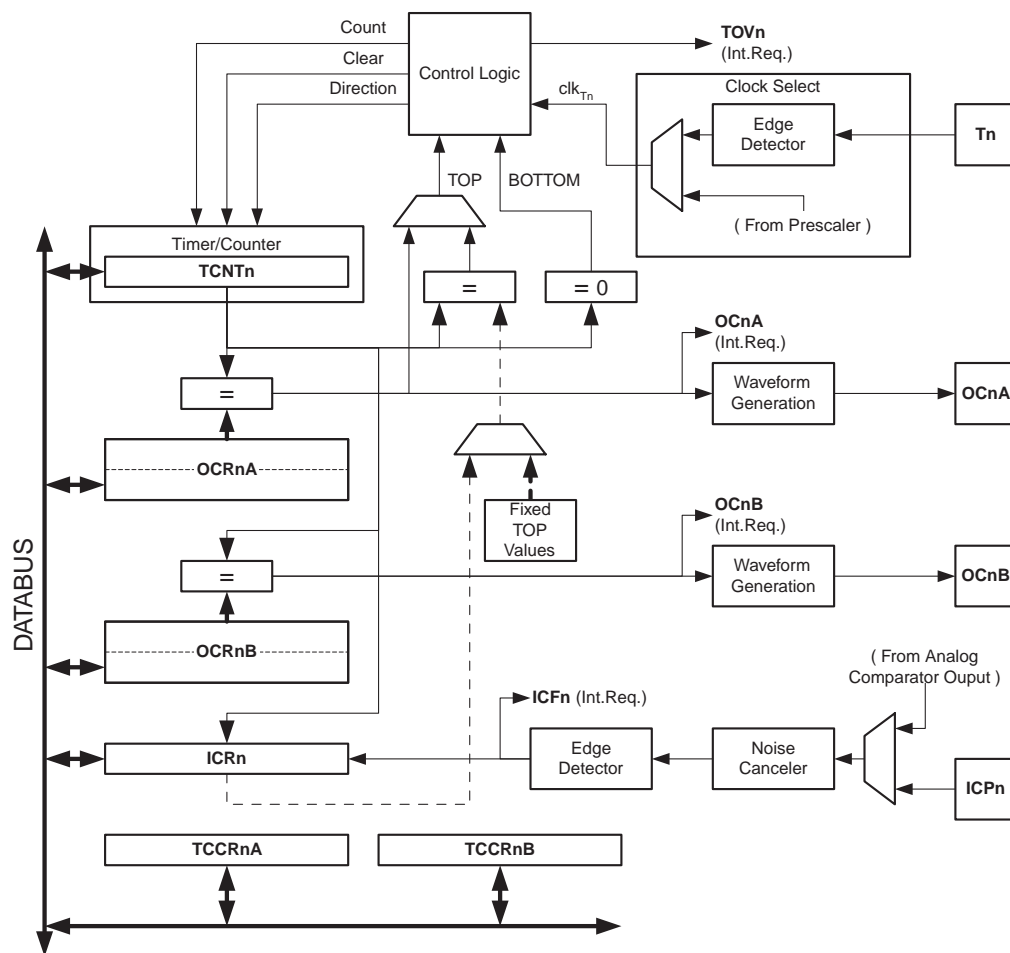 Count
Clear
Direction
Control Logic
TOVn
(Int.Req.)
clkTn
Clock Select
Edge
Detector
Tn
( From Prescaler )
TOP
BOTTOM
Timer/Counter
TCNTn
=
= 0
OCnA
(Int.Req.)
=
Waveform
Generation
OCnA
OCRnA
Fixed
TOP
Values
OCnB
(Int.Req.)
=
Waveform
Generation
OCnB
DATABUS
OCRnB
( From Analog
Comparator Ouput )
ICFn (Int.Req.)
ICRn
Edge
Detector
Noise
Canceler
ICPn
TCCRnA
TCCRnB